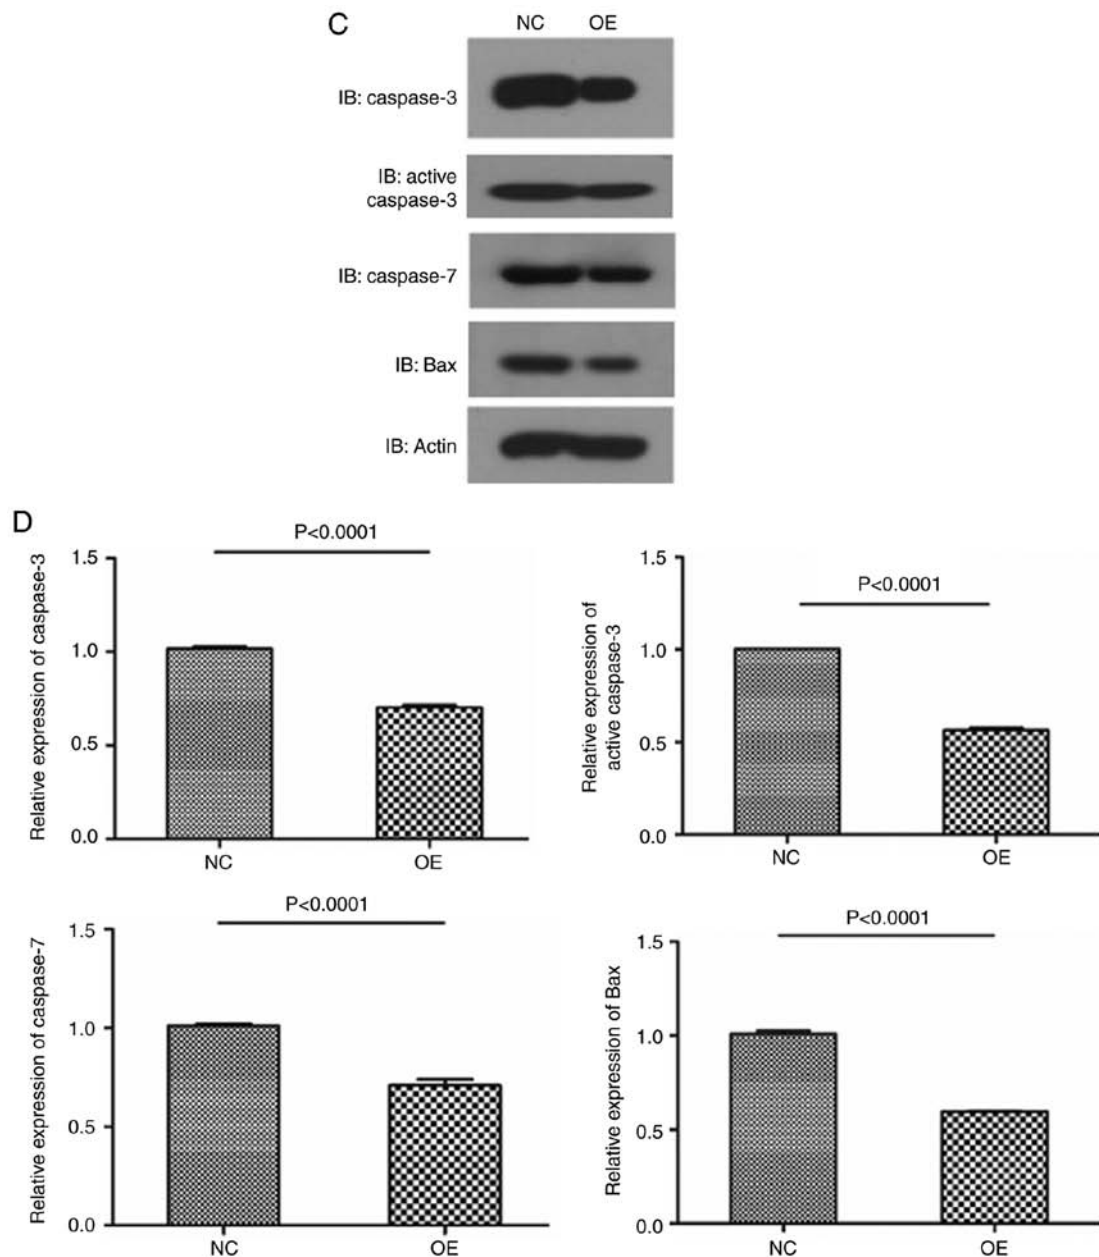 C
NC OE
IB: caspase-3
IB: active
caspase-3
IB: caspase-7
IB: Bax
IB: Actin
D
P<0.0001
Relative expression of caspase-3
1.5
1.0
0.5
0.0
NC OE
P<0.0001
Relative expression of
active caspase-3
1.5
1.0
0.5
0.0
NC OE
P<0.0001
Relative expression of caspase-7
1.5
1.0
0.5
0.0
NC OE
P<0.0001
Relative expression of Bax
1.5
1.0
0.5
0.0
NC OE